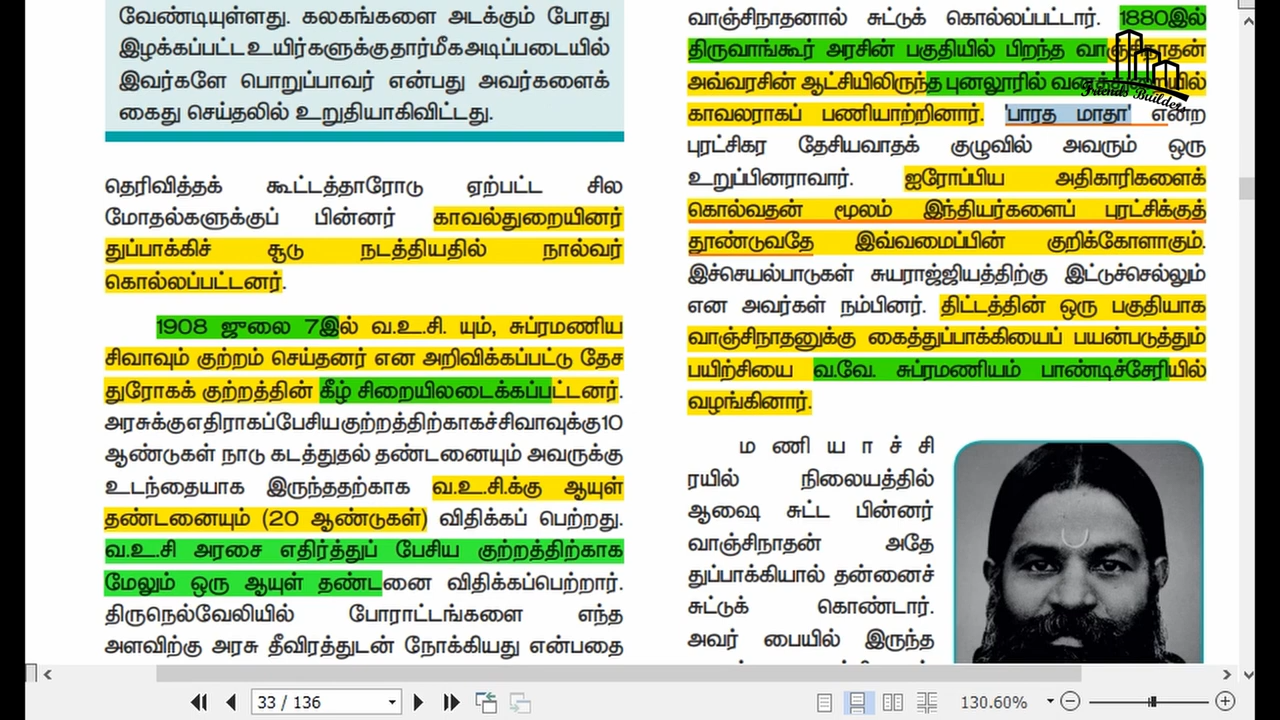 வேண்டியுள்ளது. கலகங்களை அடக்கும் போது
இழக்கப்பட்ட உயிர்களுக்கு தார்மீக அடிப்படையில்
இவர்களே பொறுப்பாவர் என்பது அவர்களைக்
கைது செய்தலில் உறுதியாகிவிட்டது.
தெரிவித்தக் கூட்டத்தாரோடு ஏற்பட்ட சில
மோதல்களுக்குப் பின்னர் காவல்துறையினர்
துப்பாக்கிச் சூடு நடத்தியதில் நால்வர்
கொல்லப்பட்டனர்.
1908 ஜுலை 7இல் வ.உ.சி. யும், சுப்ரமணிய
சிவாவும் குற்றம் செய்தனர் என அறிவிக்கப்பட்டு தேச
துரோகக் குற்றத்தின் கீழ் சிறையிலடைக்கப்பட்டனர்.
அரசுக்கு எதிராகப் பேசிய குற்றத்திற்காகச் சிவாவுக்கு 10
ஆண்டுகள் நாடு கடத்துதல் தண்டனையும் அவருக்கு
உடந்தையாக இருந்ததற்காக வ.உ.சி.க்கு ஆயுள்
தண்டனையும் (20 ஆண்டுகள்) விதிக்கப் பெற்றது.
வ.உ.சி அரசை எதிர்த்துப் பேசிய குற்றத்திற்காக
மேலும் ஒரு ஆயுள் தண்டனை விதிக்கப்பெற்றார்.
திருநெல்வேலியில் போராட்டங்களை எந்த
அளவிற்கு அரசு தீவிரத்துடன் நோக்கியது என்பதை
வாஞ்சிநாதனால் சுட்டுக் கொல்லப்பட்டார். 1880இல்
திருவாங்கூர் அரசின் பகுதியில் பிறந்த வாஞ்சிநாதன்
அவ்வரசின் ஆட்சியிலிருந்த புனலூரில் வனத்துறையில்
காவலராகப் பணியாற்றினார். 'பாரத மாதா' என்ற
புரட்சிகர தேசியவாதக் குழுவில் அவரும் ஒரு
உறுப்பினராவார். ஐரோப்பிய அதிகாரிகளைக்
கொல்வதன் மூலம் இந்தியர்களைப் புரட்சிக்குத்
தூண்டுவதே இவ்வமைப்பின் குறிக்கோளாகும்.
இச்செயல்பாடுகள் சுயராஜ்ஜியத்திற்கு இட்டுச்செல்லும்
என அவர்கள் நம்பினர். திட்டத்தின் ஒரு பகுதியாக
வாஞ்சிநாதனுக்கு கைத்துப்பாக்கியைப் பயன்படுத்தும்
பயிற்சியை வ.வே. சுப்ரமணியம் பாண்டிச்சேரியில்
வழங்கினார்.
மணியாச்சி
ரயில் நிலையத்தில்
ஆஷை சுட்ட பின்னர்
வாஞ்சிநாதன் அதே
துப்பாக்கியால் தன்னைச்
சுட்டுக் கொண்டார்.
அவர் பையில் இருந்த
Friends Builders
33 / 136
130.60%